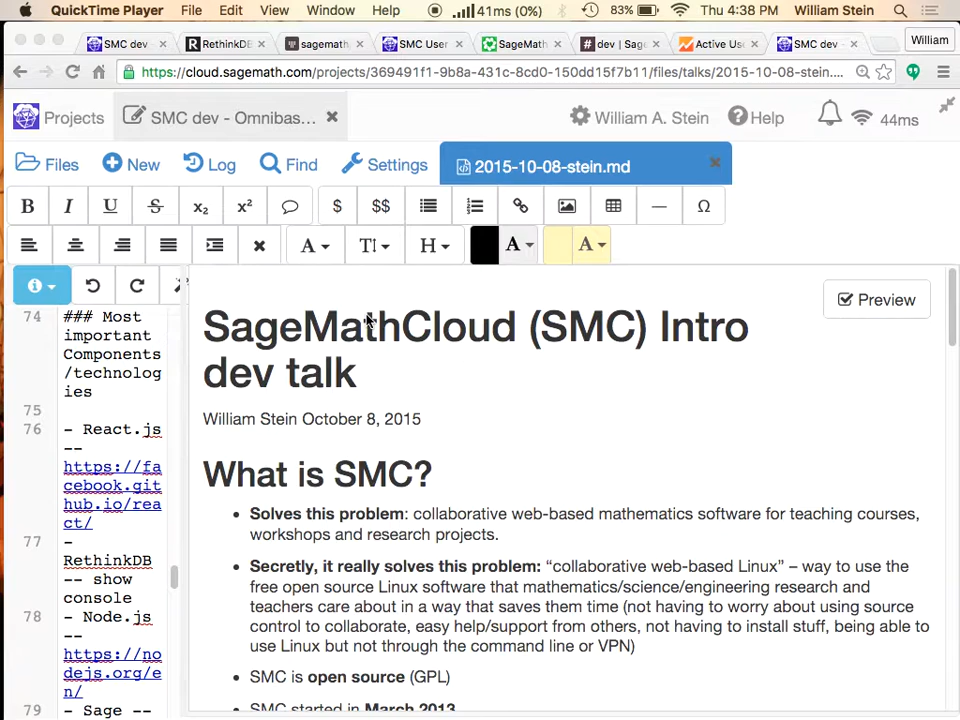 QuickTime Player File Edit View Window Help 41ms (0%) 83% Thu 4:38 PM William Stein
SMC dev RethinkDB sagemath SMC User SageMath dev | Sage Active Use SMC dev - William
https://cloud.sagemath.com/projects/369491f1-9b8a-431c-8cd0-150dd15f7b11/files/talks/2015-10-08-stein....
Projects SMC dev - Omnibas... William A. Stein Help 44ms
Files New Log Find Settings 2015-10-08-stein.md
B I U S x2 x2 $ $$ Ω
A T H A A
74 ### Most
important
Components
/technolog
ies
75
76 - React.js
--
https://fa
cebook.git
hub.io/rea
ct/
77 -
RethinkDB
-- show
console
78 - Node.js
--
https://no
dejs.org/e
n/
79 - Sage --
Preview
SageMathCloud (SMC) Intro
dev talk
William Stein October 8, 2015
What is SMC?
• Solves this problem: collaborative web-based mathematics software for teaching courses,
workshops and research projects.
• Secretly, it really solves this problem: “collaborative web-based Linux” – way to use the
free open source Linux software that mathematics/science/engineering research and
teachers care about in a way that saves them time (not having to worry about using source
control to collaborate, easy help/support from others, not having to install stuff, being able to
use Linux but not through the command line or VPN)
• SMC is open source (GPL)
• SMC started in March 2013